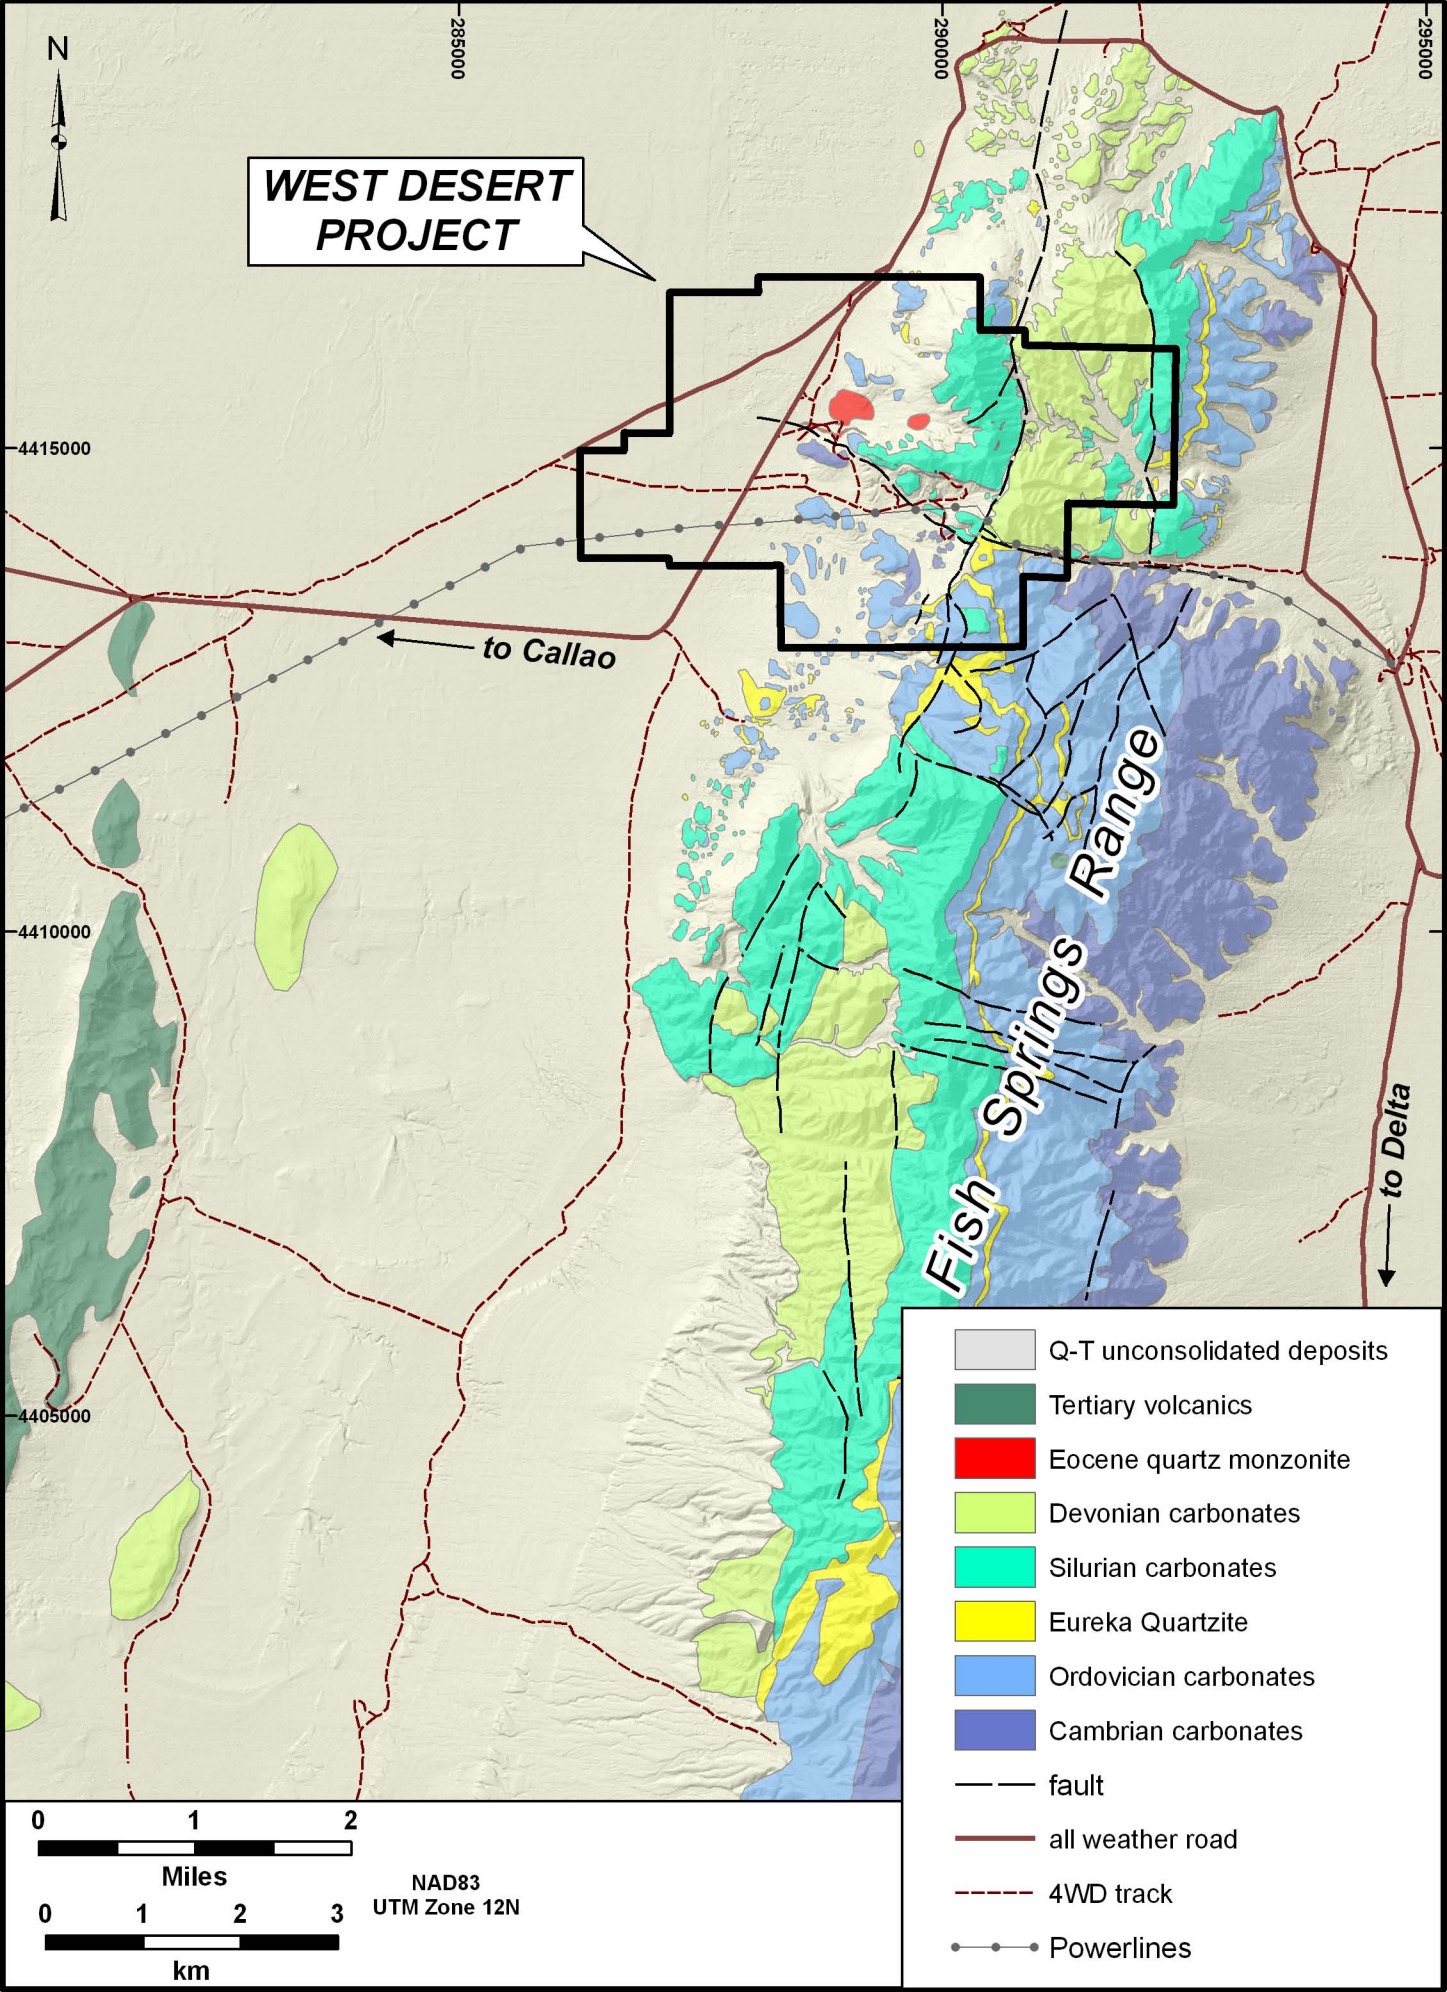 285000
290000
295000
N
WEST DESERT
PROJECT
4415000
to Callao
4410000
Fish Springs Range
to Delta
4405000
Q-T unconsolidated deposits
Tertiary volcanics
Eocene quartz monzonite
Devonian carbonates
Silurian carbonates
Eureka Quartzite
Ordovician carbonates
Cambrian carbonates
fault
all weather road
4WD track
Powerlines
0 1 2
Miles
NAD83
UTM Zone 12N
0 1 2 3
km